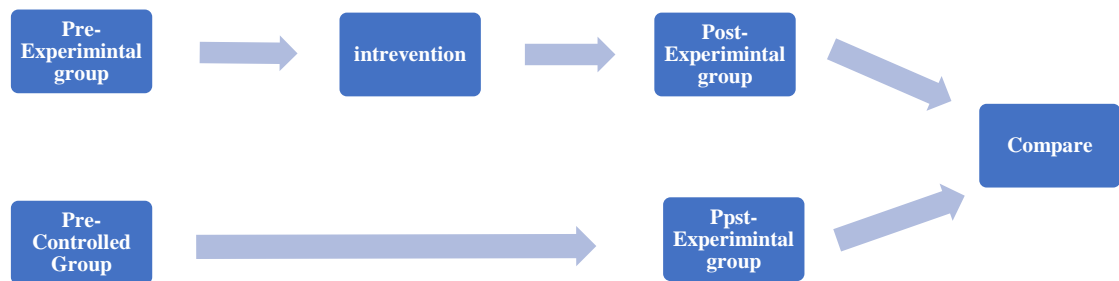 Pre-
Experimintal
group
intrevention
Post-
Experimintal
group
Compare
Pre-
Controlled
Group
Ppst-
Experimintal
group